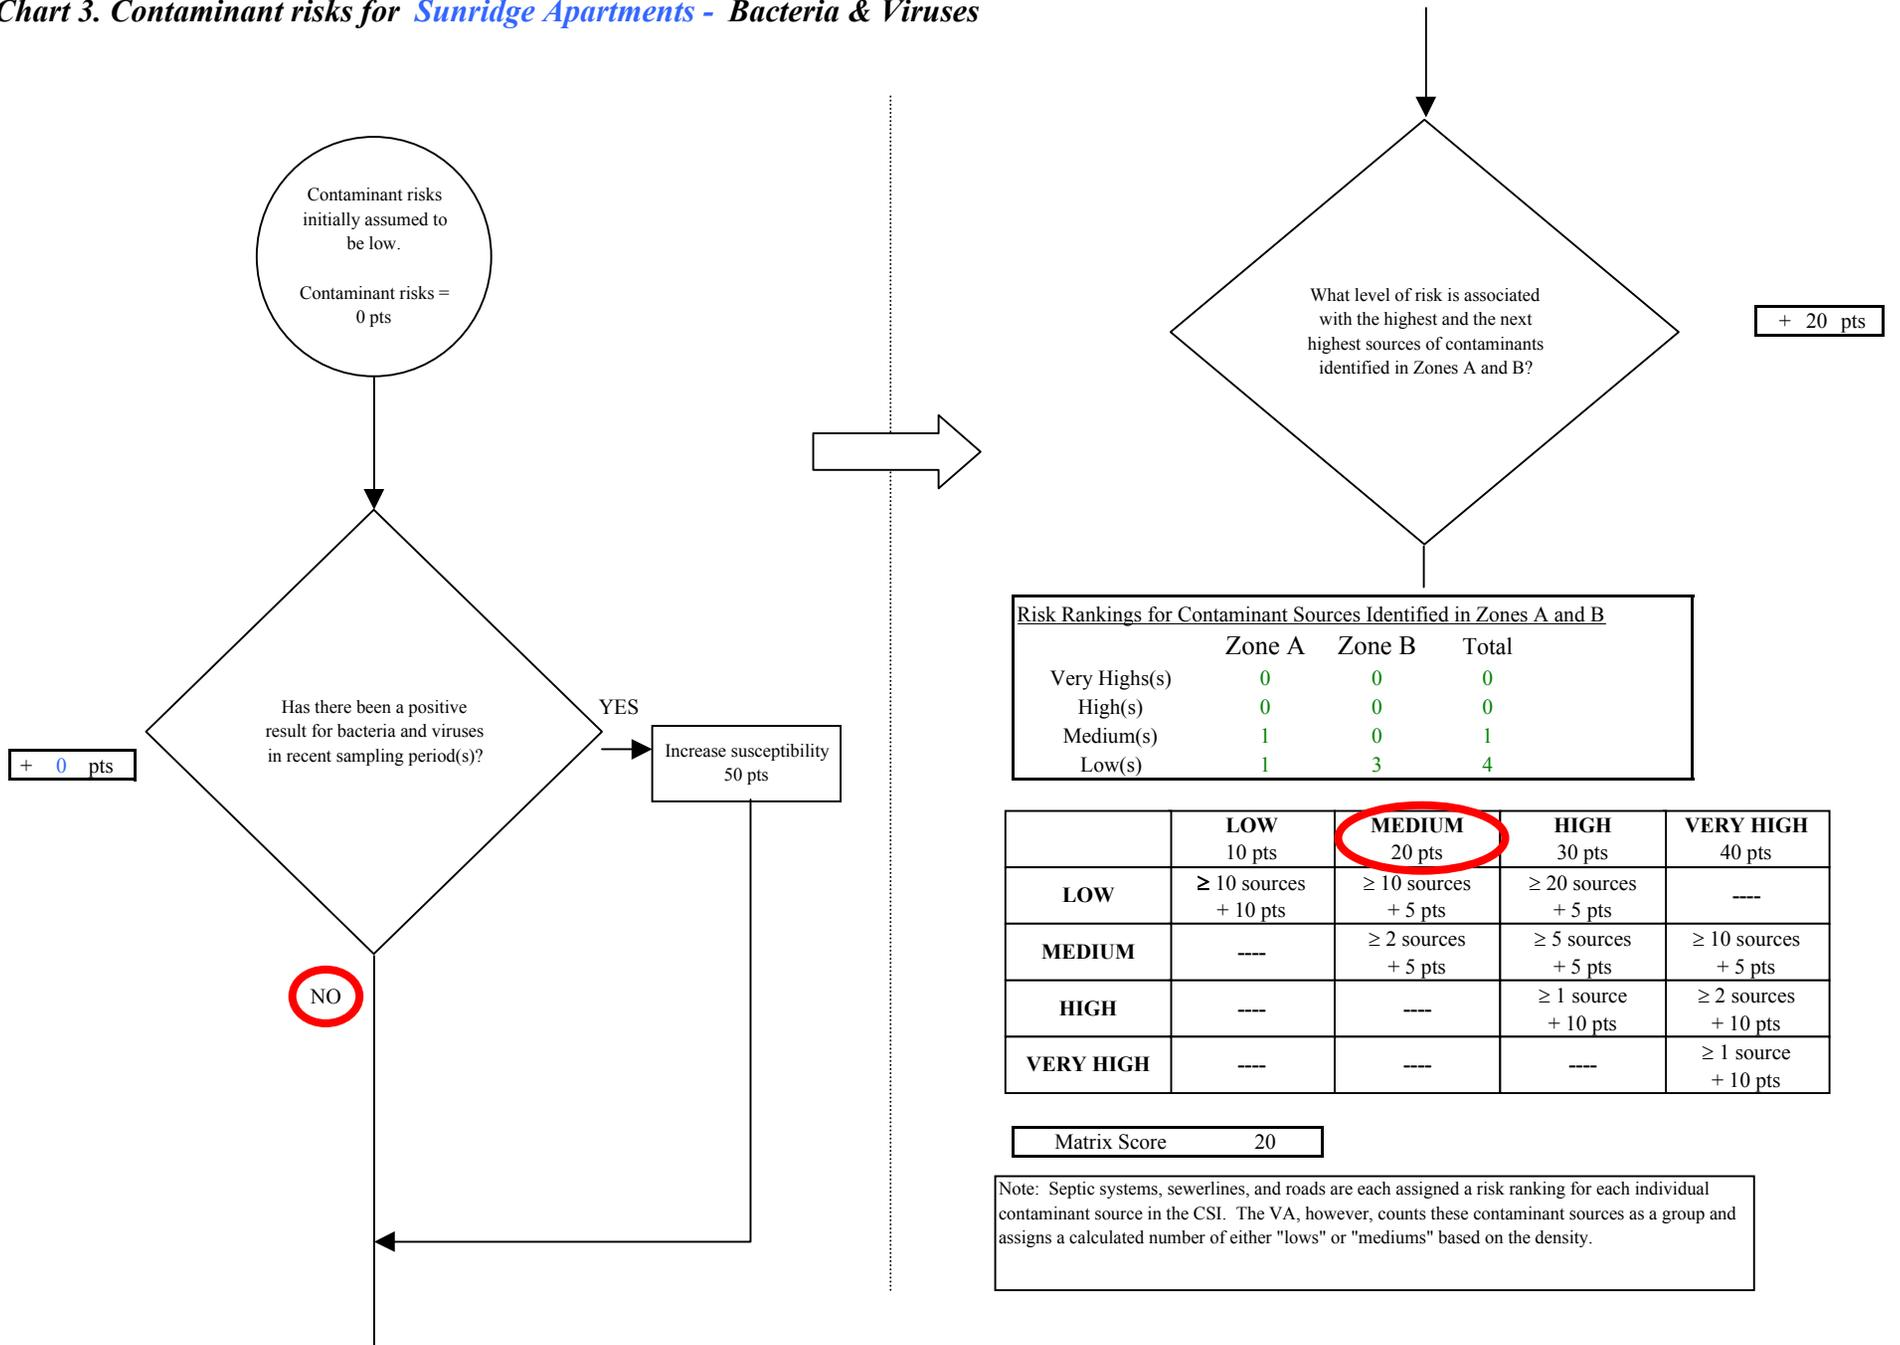 Chart 3. Contaminant risks for Sunridge Apartments - Bacteria & Viruses
Contaminant risks
initially assumed to
be low.
Contaminant risks =
0 pts
Has there been a positive
result for bacteria and viruses
in recent sampling period(s)?
+ 0 pts
YES
Increase susceptibility
50 pts
NO
What level of risk is associated
with the highest and the next
highest sources of contaminants
identified in Zones A and B?
+ 20 pts
Risk Rankings for Contaminant Sources Identified in Zones A and B
Zone A Zone B Total
Very Highs(s) 0 0 0
High(s) 0 0 0
Medium(s) 1 0 1
Low(s) 1 3 4
LOW MEDIUM HIGH VERY HIGH
10 pts 20 pts 30 pts 40 pts
LOW ≥ 10 sources ≥ 10 sources ≥ 20 sources ----
+ 10 pts + 5 pts + 5 pts
MEDIUM ---- ≥ 2 sources ≥ 5 sources ≥ 10 sources
+ 5 pts + 5 pts + 5 pts
HIGH ---- ---- ≥ 1 source ≥ 2 sources
+ 10 pts + 10 pts
VERY HIGH ---- ---- ---- ≥ 1 source
+ 10 pts
Matrix Score 20
Note: Septic systems, sewerlines, and roads are each assigned a risk ranking for each individual
contaminant source in the CSI. The VA, however, counts these contaminant sources as a group and
assigns a calculated number of either "lows" or "mediums" based on the density.